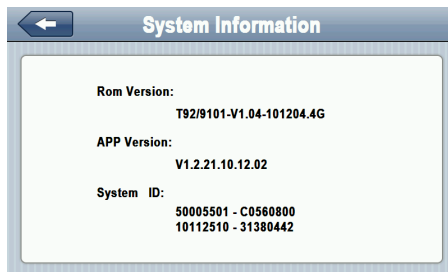 System Information
Rom Version:
T92/9101-V1.04-101204.4G
APP Version:
V1.2.21.10.12.02
System ID:
50005501 - C0560800
10112510 - 31380442